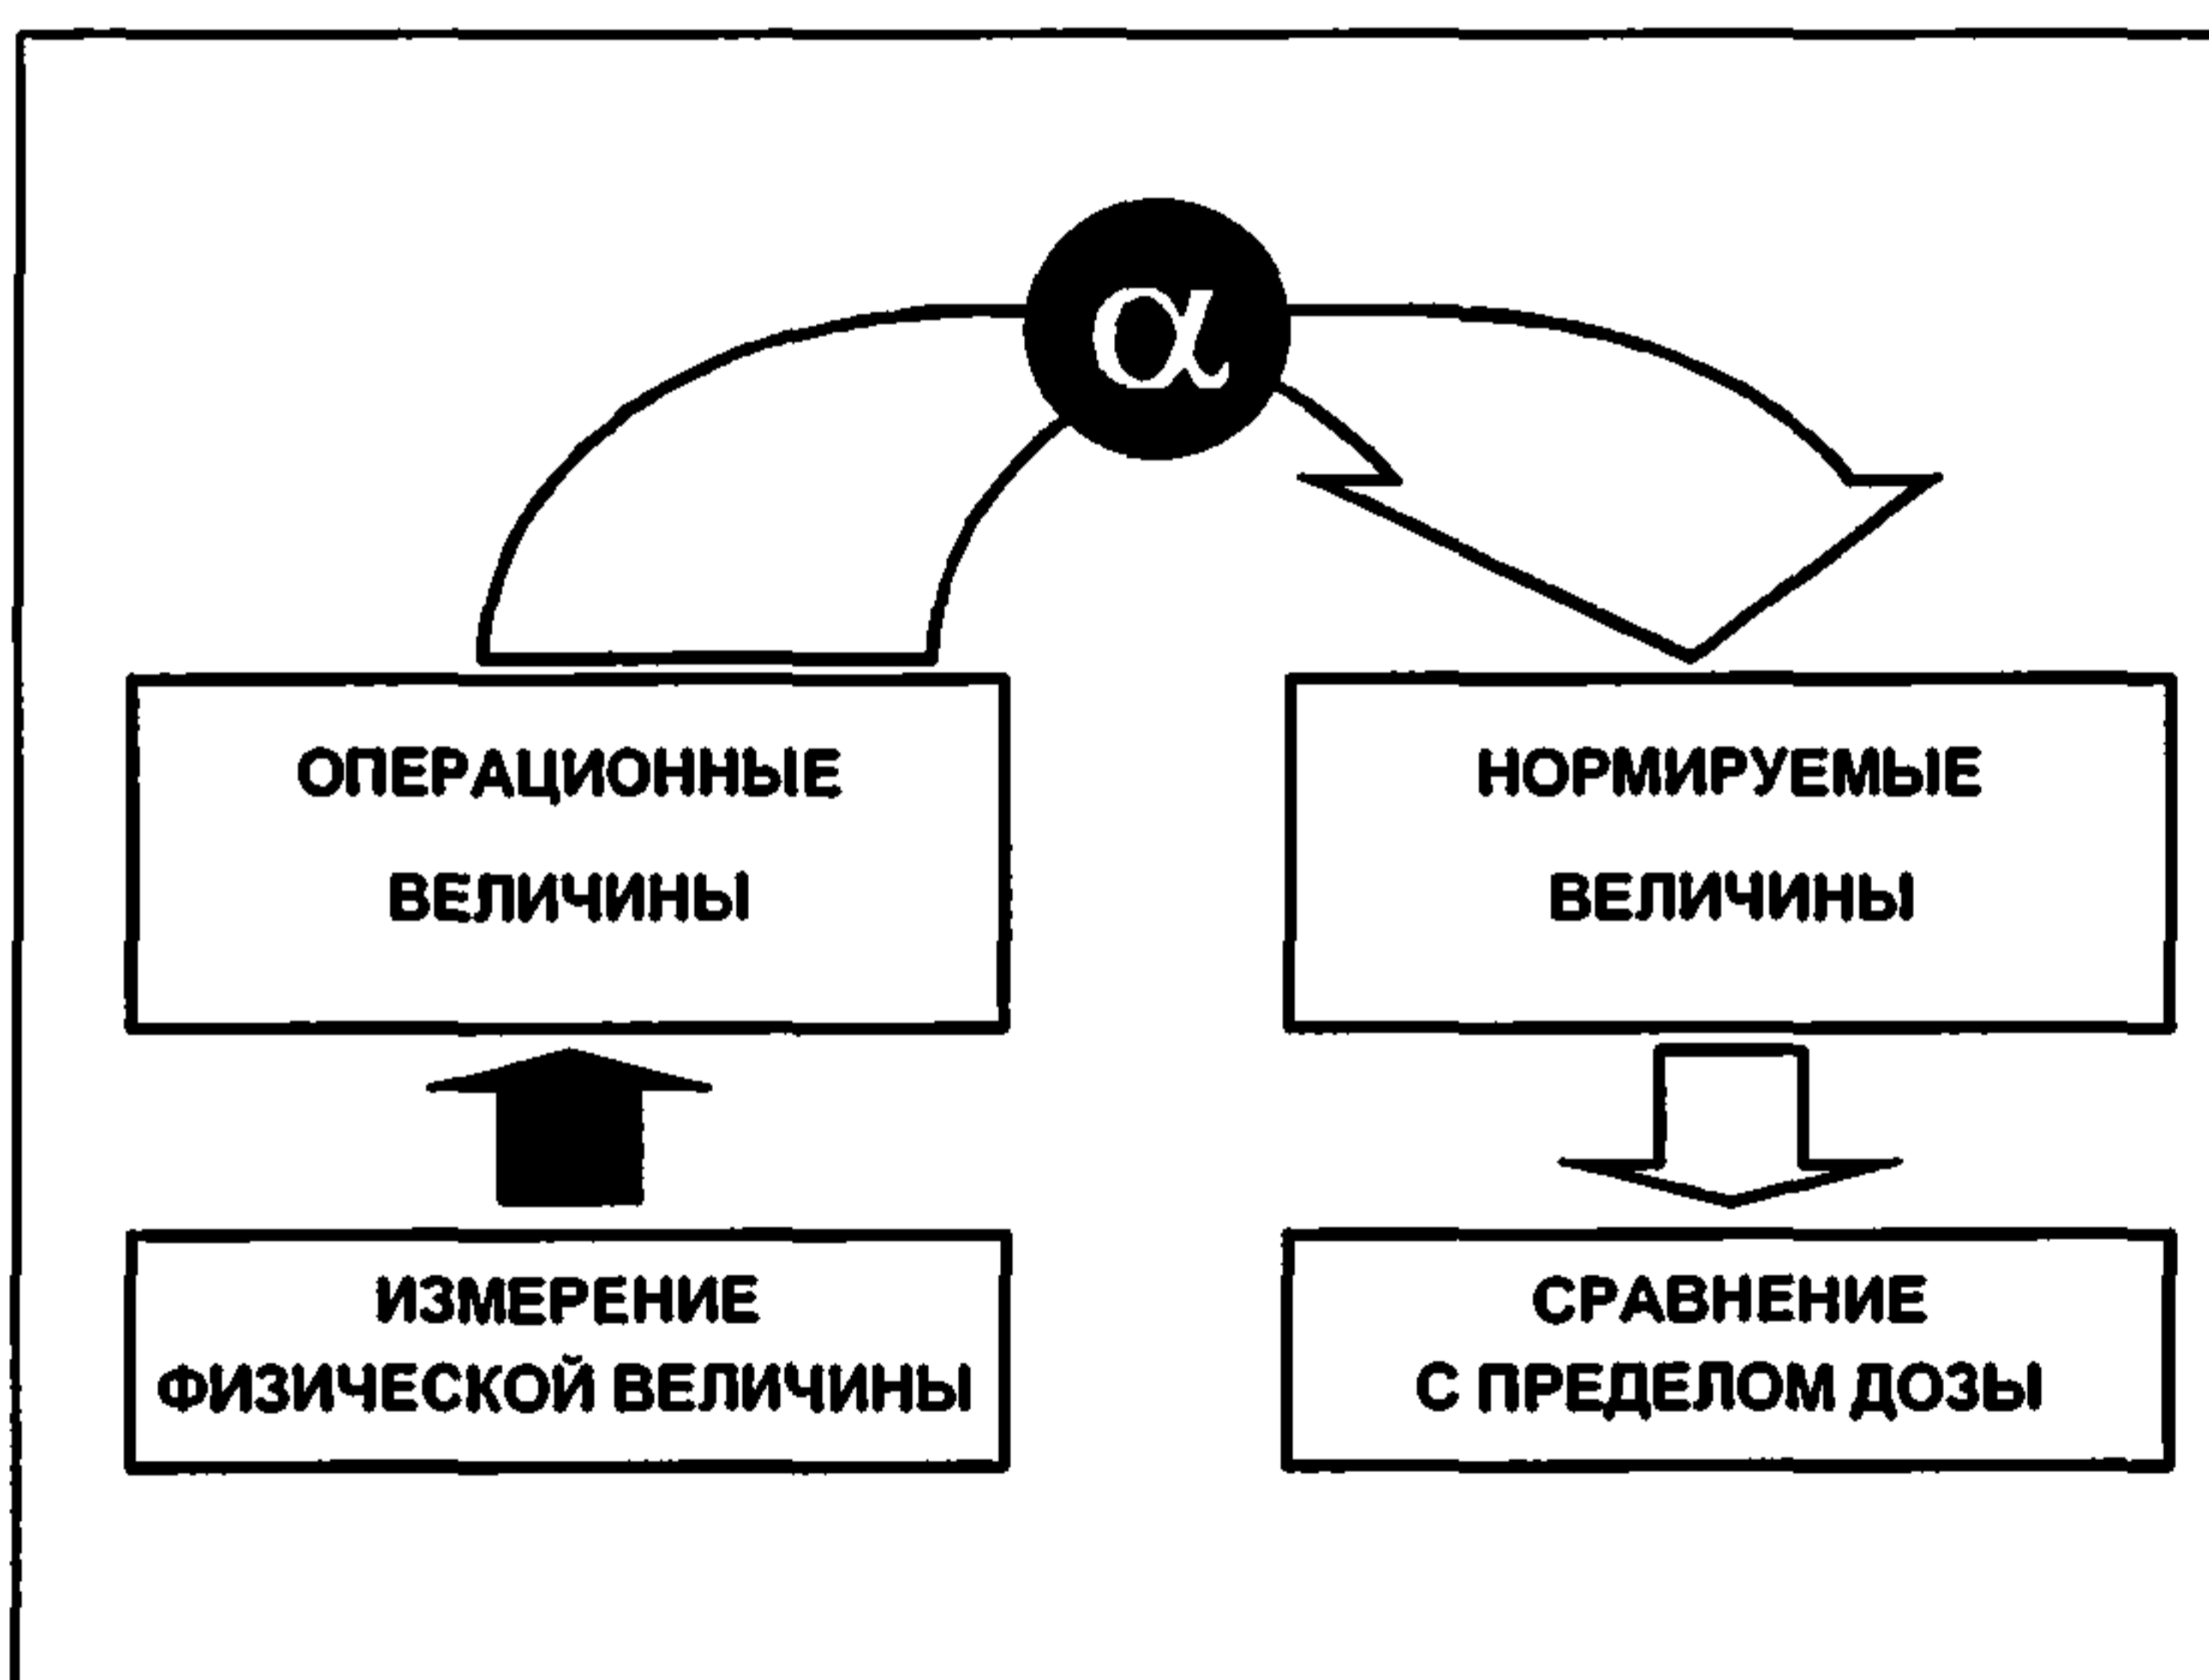 α
ОПЕРАЦИОННЫЕ
ВЕЛИЧИНЫ
НОРМИРУЕМЫЕ
ВЕЛИЧИНЫ
ИЗМЕРЕНИЕ
ФИЗИЧЕСКОЙ ВЕЛИЧИНЫ
СРАВНЕНИЕ
С ПРЕДЕЛОМ ДОЗЫ